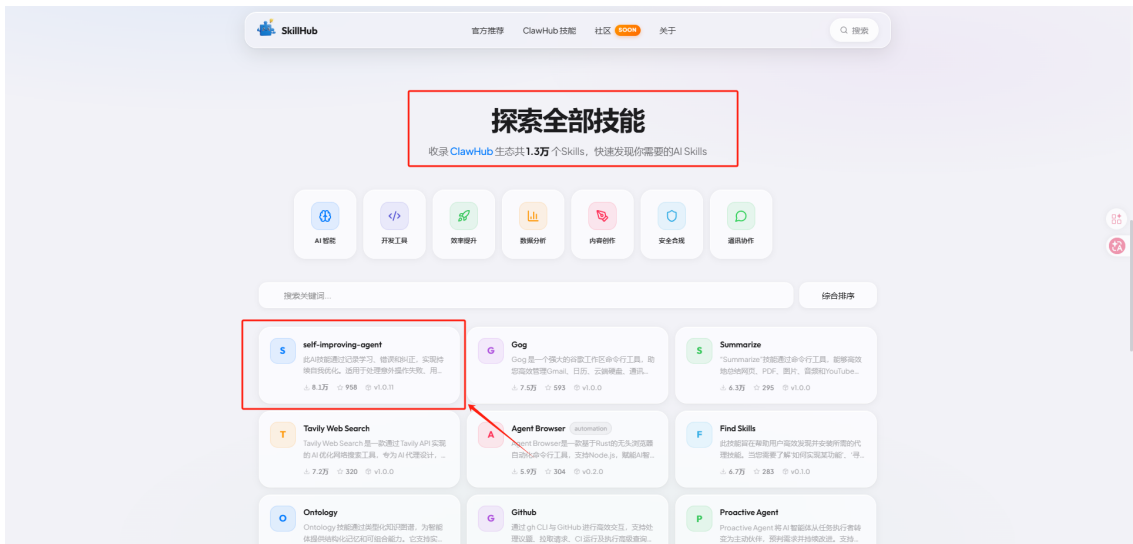 SkillHub
官方推荐
ClawHub 技能
社区 SOON
关于
搜索
探索全部技能
收录 ClawHub 生态共 1.3万 个Skills，快速发现你需要的AI Skills
AI 智能
开发工具
效率提升
数据分析
内容创作
安全合规
通讯协作
搜索关键词...
综合排序
S
self-improving-agent
此AI技能通过记录学习、错误和纠正，实现持
续自我优化。适用于处理意外操作失败、用...
8.1万 958 v1.0.11
G
Gog
Gog 是一个强大的谷歌工作区命令行工具，助
您高效管理Gmail、日历、云端硬盘、通讯...
7.5万 593 v1.0.0
S
Summarize
"Summarize"技能通过命令行工具，能够高效
地总结网页、PDF、图片、音频和YouTube...
6.3万 295 v1.0.0
T
Tavily Web Search
Tavily Web Search 是一款通过 Tavily API 实现
的 AI 优化网络搜索工具，专为 AI 代理设计，...
7.2万 320 v1.0.0
A
Agent Browser automation
Agent Browser是一款基于Rust的无头浏览器
自动化命令行工具，支持Node.js，赋能AI智...
5.9万 304 v0.2.0
F
Find Skills
此技能旨在帮助用户高效发现并安装所需的代
理技能。当您需要了解'如何实现某功能'、'寻...
6.7万 283 v0.1.0
O
Ontology
Ontology 技能通过类型化知识图谱，为智能
体提供结构化记忆和可组合能力。它支持实...
G
Github
通过 gh CLI 与 GitHub 进行高效交互，支持处
理议题、拉取请求、CI 运行及执行高级查询...
P
Proactive Agent
Proactive Agent 将 AI 智能体从任务执行者转
变为主动伙伴，预判需求并持续改进。支持...